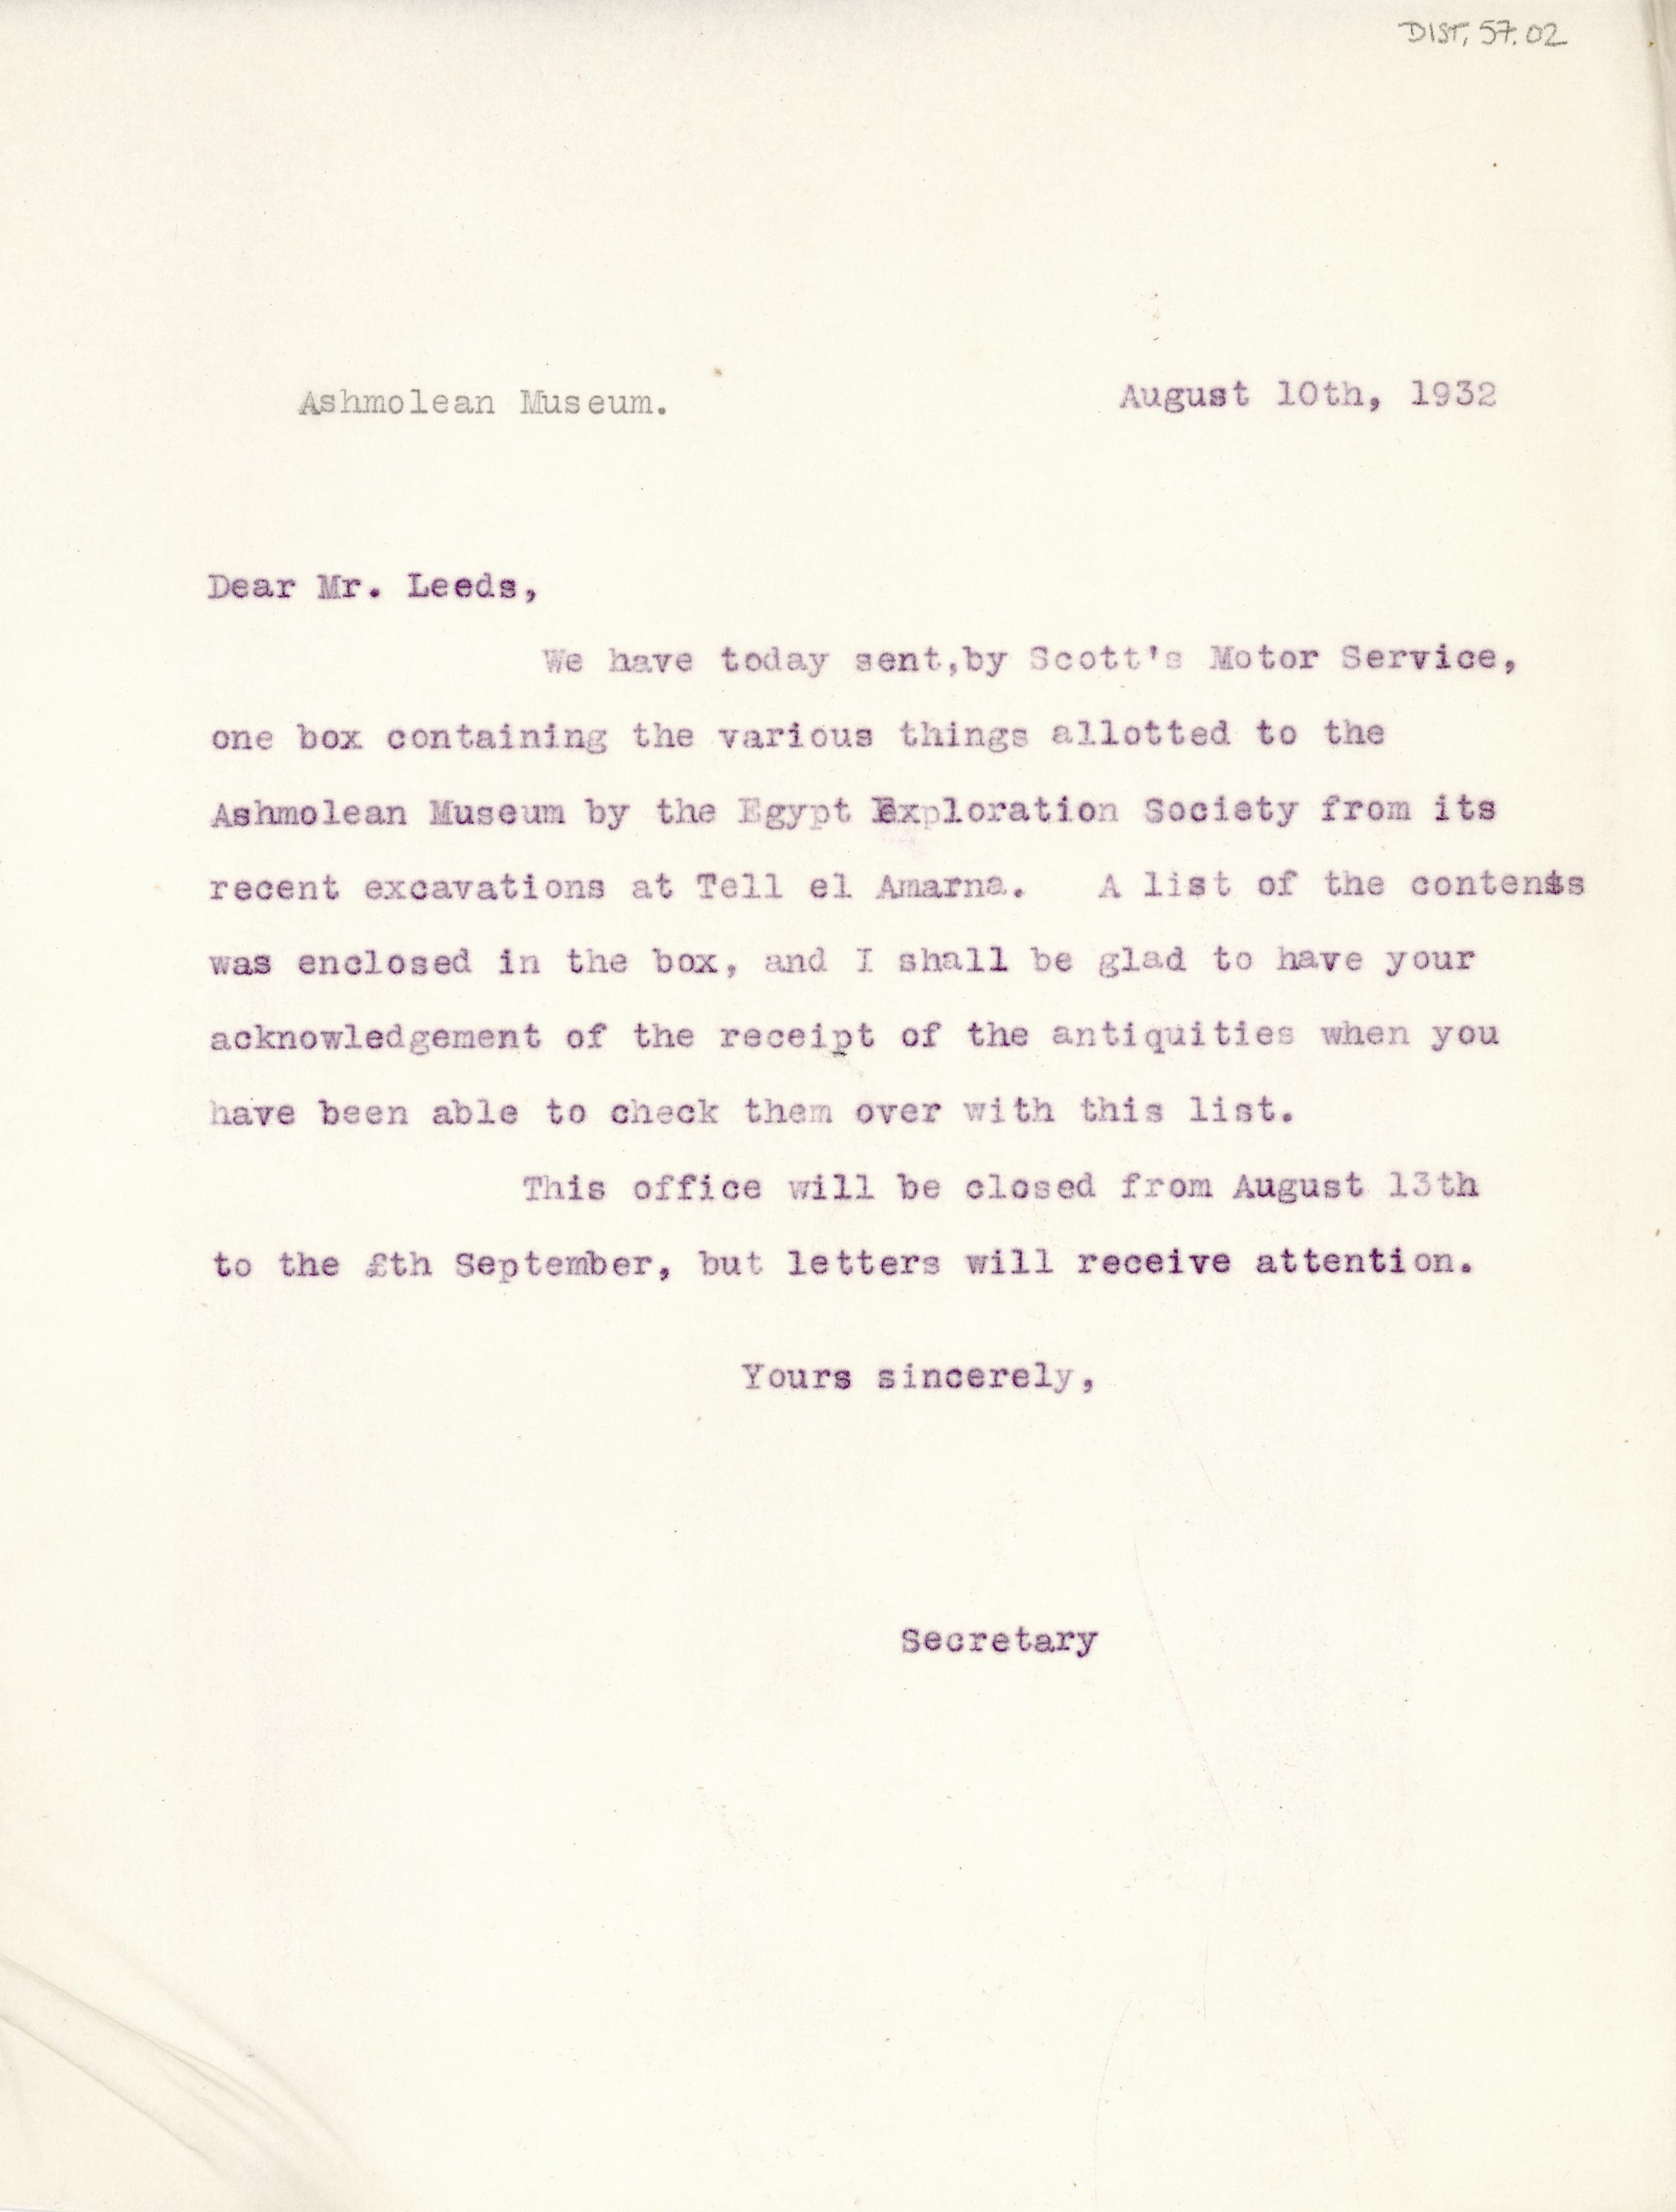 DIST. 57.02
Ashmolean Museum. August 10th, 1932
Dear Mr. Leeds,
We have today sent,by Scott's Motor Service,
one box containing the various things allotted to the
Ashmolean Museum by the Egypt Exploration Society from its
recent excavations at Tell el Amarna. A list of the contents
was enclosed in the box, and I shall be glad to have your
acknowledgement of the receipt of the antiquities when you
have been able to check them over with this list.
This office will be closed from August 13th
to the £th September, but letters will receive attention.
Yours sincerely,
Secretary